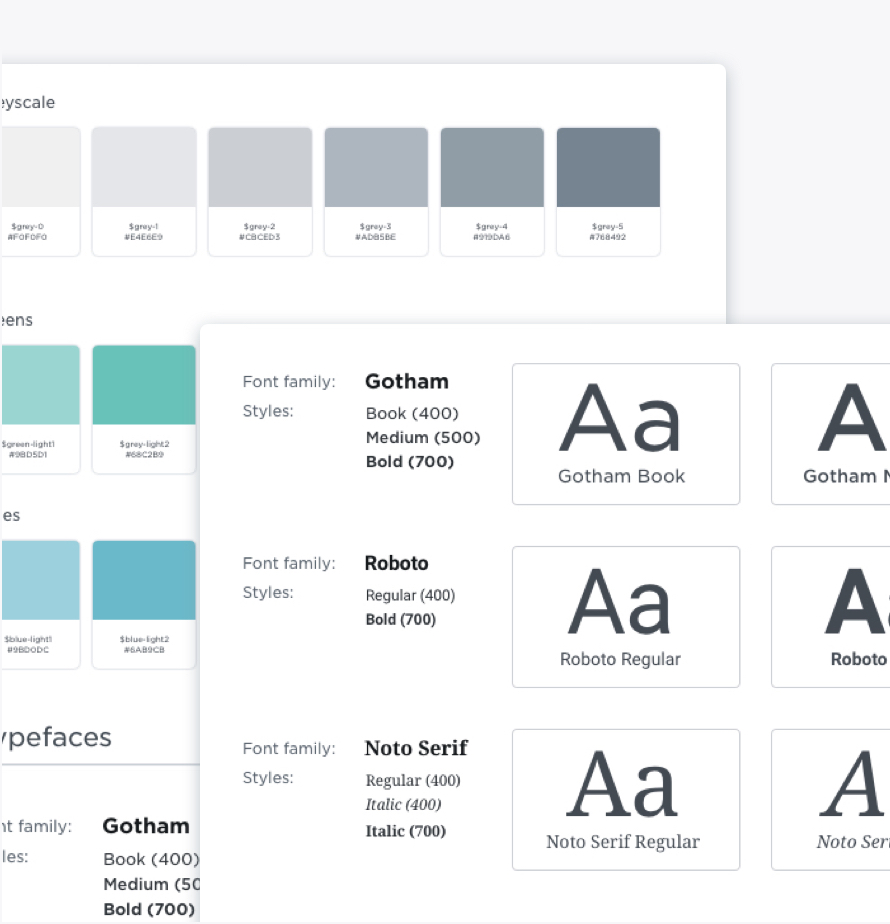 eyscale
$grey-0
#F0F0F0
$grey-1
#E4E6E9
$grey-2
#CBCED3
$grey-3
#ADB5BE
$grey-4
#919DA6
$grey-5
#768492
eens
$green-light1
#9BD5D1
$grey-light2
#68C2B9
es
$blue-light1
#9BD0DC
$blue-light2
#6AB9CB
ypefaces
nt family:
Gotham
les:
Book (400)
Medium (50
Bold (700)
Font family:
Gotham
Styles:
Book (400)
Medium (500)
Bold (700)
Aa
Gotham Book
A
Gotham
Font family:
Roboto
Styles:
Regular (400)
Bold (700)
Aa
Roboto Regular
Aa
Roboto
Font family:
Noto Serif
Styles:
Regular (400)
Italic (400)
Italic (700)
Aa
Noto Serif Regular
A
Noto Ser